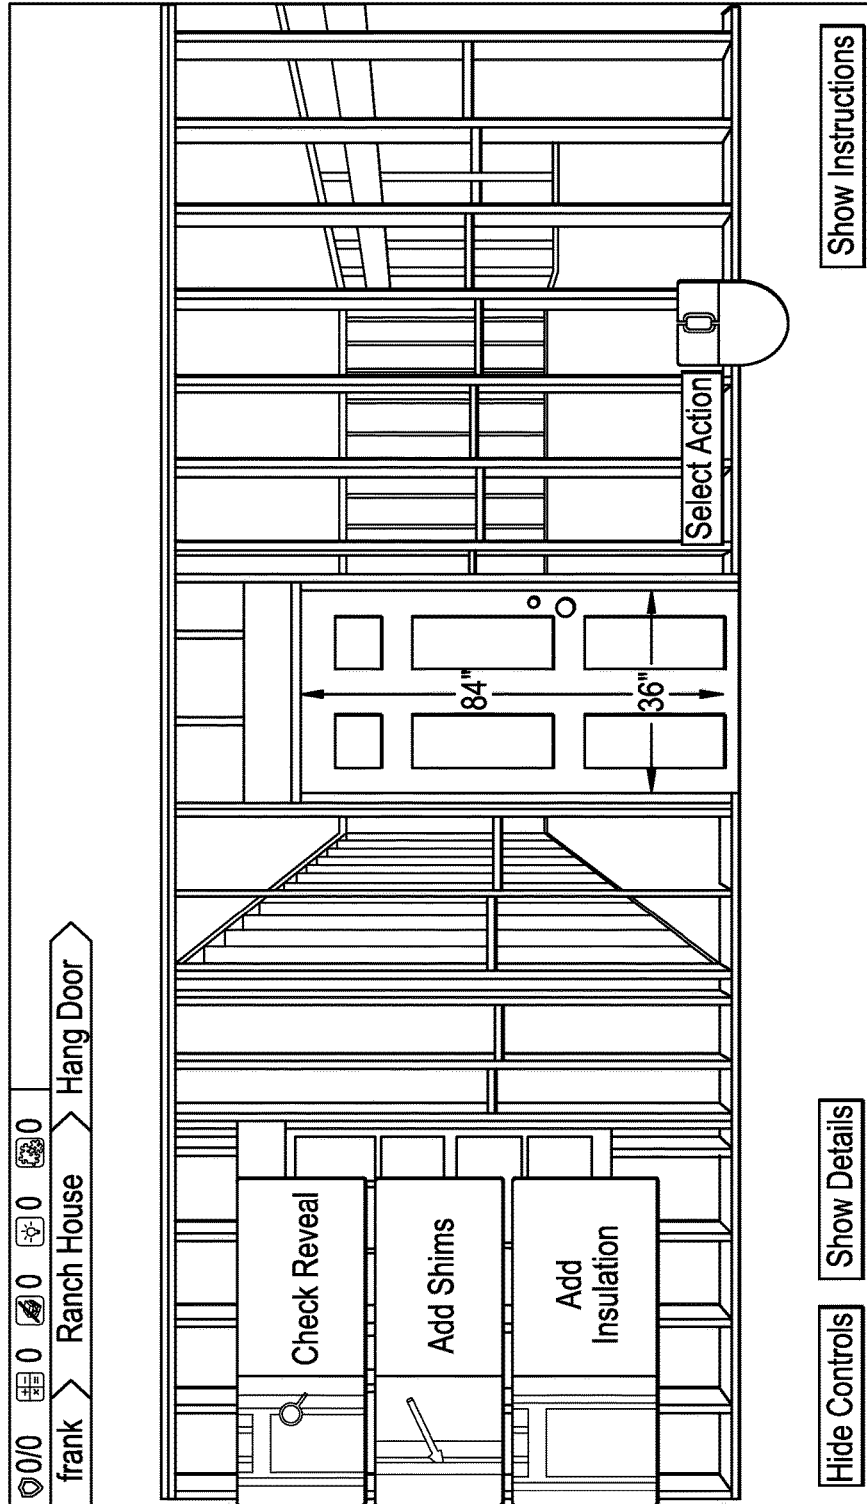 0/0 0 0 0 0
frank Ranch House Hang Door
Check Reveal
Add Shims
Add
Insulation
84"
36"
Select Action
Hide Controls Show Details Show Instructions